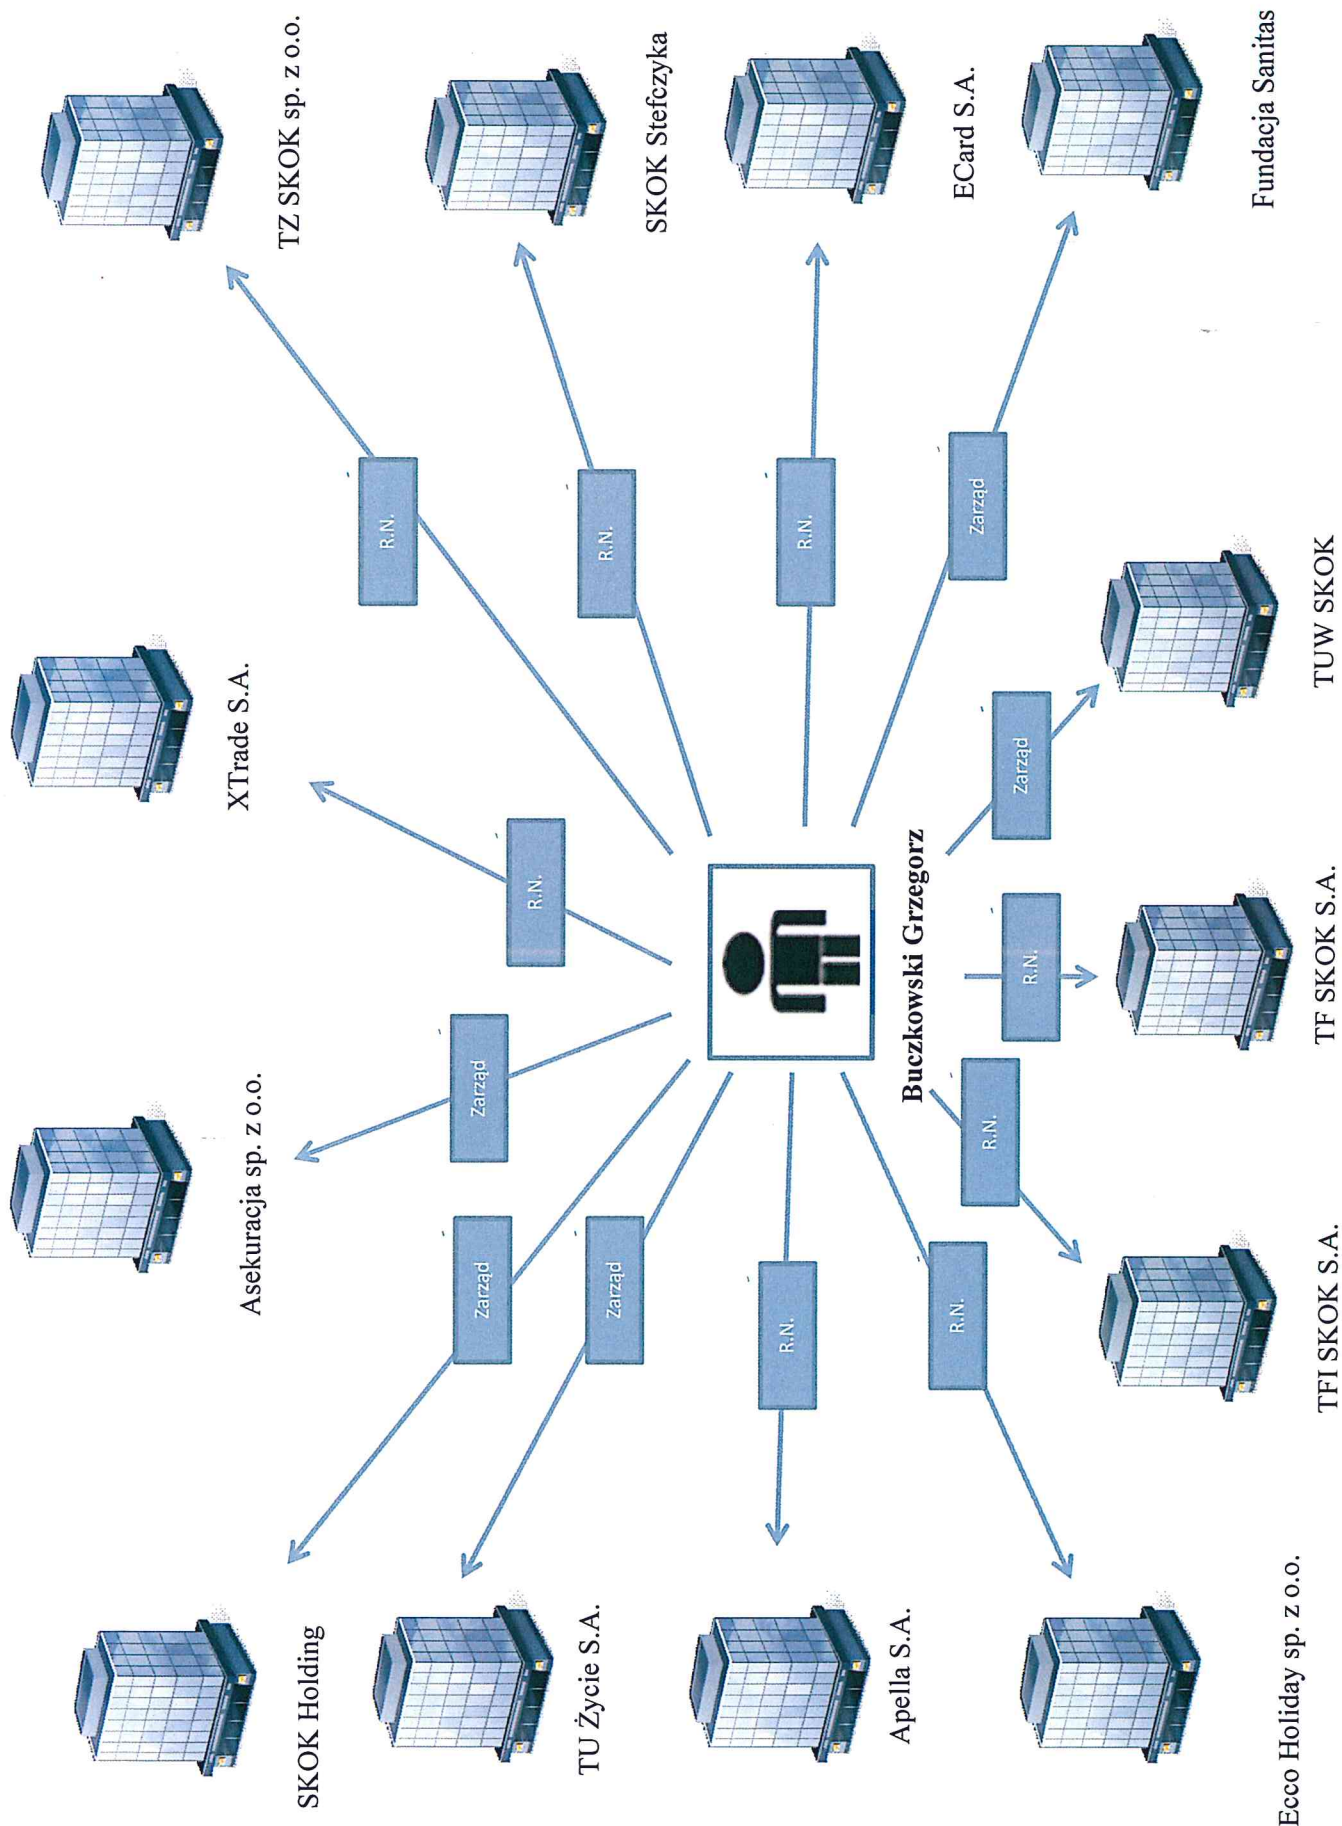 SKOK Holding
Asekuracja sp. z o.o.
XTrade S.A.
TZ SKOK sp. z o.o.
Zarząd
Zarząd
R.N.
R.N.
TU Życie S.A.
Zarząd
R.N.
SKOK Stefczyka
Apella S.A.
R.N.
R.N.
ECard S.A.
Buczkowski Grzegorz
R.N.
R.N.
R.N.
Zarząd
Zarząd
Ecco Holiday sp. z o.o.
TFI SKOK S.A.
TF SKOK S.A.
TUW SKOK
Fundacja Sanitas